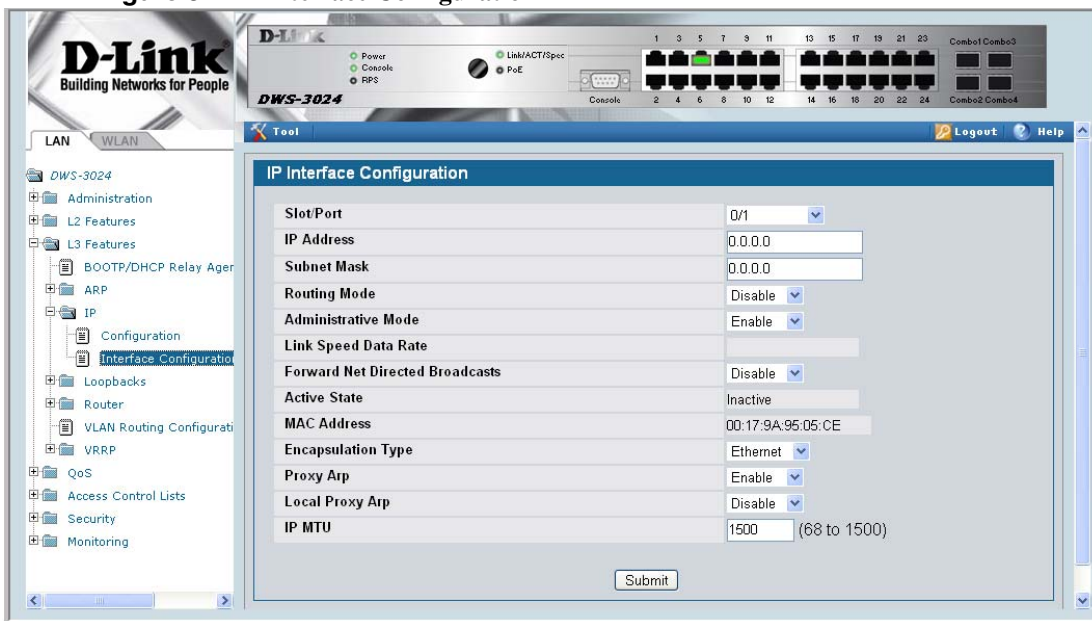 D-Link
Building Networks for People
D-Link
Power
Console
RPS
Link/ACT/Spec
PoE
DWS-3024
Console
1 3 5 7 9 11 13 15 17 19 21 23
Combo1 Combo3
2 4 6 8 10 12 14 16 18 20 22 24
Combo2 Combo4
LAN
WLAN
Tool
Logout
Help
DWS-3024
Administration
L2 Features
L3 Features
BOOTP/DHCP Relay Agen
ARP
IP
Configuration
Interface Configuration
Loopbacks
Router
VLAN Routing Configurati
VRRP
QoS
Access Control Lists
Security
Monitoring
IP Interface Configuration
Slot/Port 0/1
IP Address 0.0.0.0
Subnet Mask 0.0.0.0
Routing Mode Disable
Administrative Mode Enable
Link Speed Data Rate
Forward Net Directed Broadcasts Disable
Active State Inactive
MAC Address 00:17:9A:95:05:CE
Encapsulation Type Ethernet
Proxy Arp Enable
Local Proxy Arp Disable
IP MTU 1500 (68 to 1500)
Submit